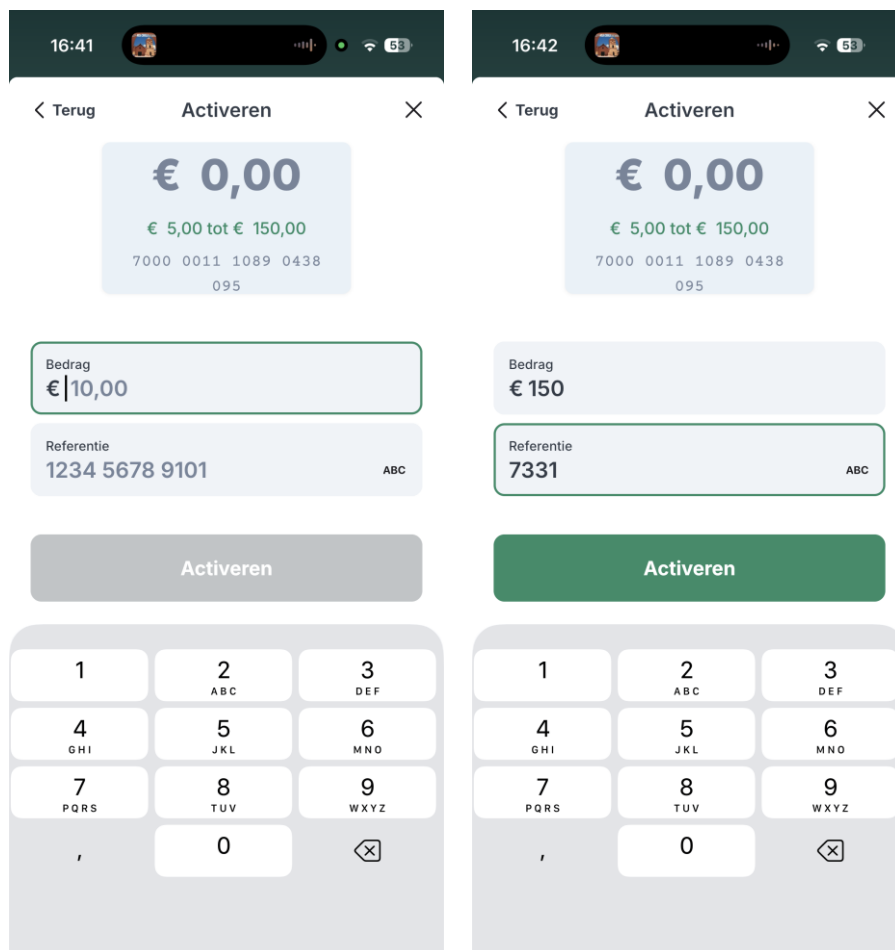 16:41
53
Terug
Activeren
€ 0,00
€ 5,00 tot € 150,00
7000 0011 1089 0438
095
Bedrag
€ 10,00
Referentie
1234 5678 9101
ABC
Activeren
1
2
ABC
3
DEF
4
GHI
5
JKL
6
MNO
7
PQRS
8
TUV
9
WXYZ
,
0
16:42
53
Terug
Activeren
€ 0,00
€ 5,00 tot € 150,00
7000 0011 1089 0438
095
Bedrag
€ 150
Referentie
7331
ABC
Activeren
1
2
ABC
3
DEF
4
GHI
5
JKL
6
MNO
7
PQRS
8
TUV
9
WXYZ
,
0